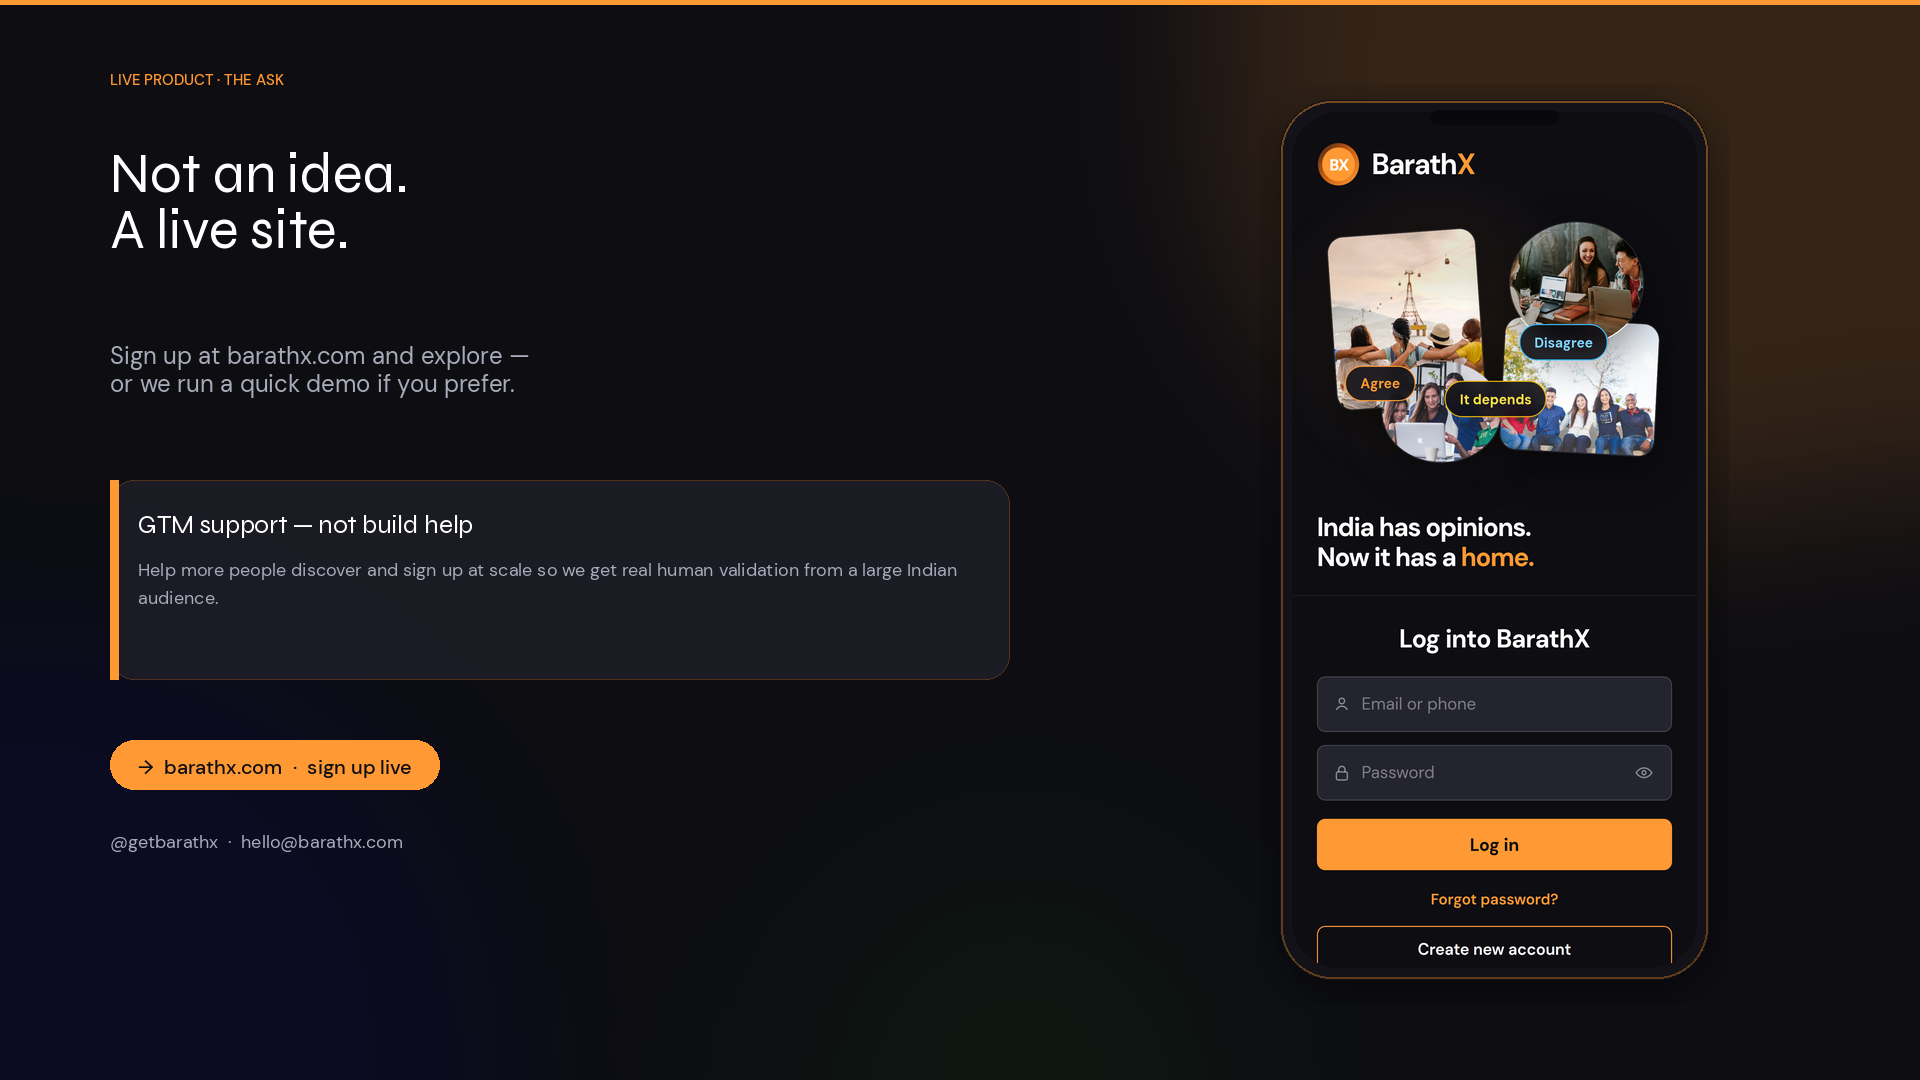 LIVE PRODUCT · THE ASK
Not an idea.
A live site.
Sign up at barathx.com and explore —
or we run a quick demo if you prefer.
GTM support — not build help
Help more people discover and sign up at scale so we get real human validation from a large Indian
audience.
→ barathx.com · sign up live
@getbarathx · hello@barathx.com
BX BarathX
Disagree
Agree
It depends
India has opinions.
Now it has a home.
Log into BarathX
Email or phone
Password
Log in
Forgot password?
Create new account